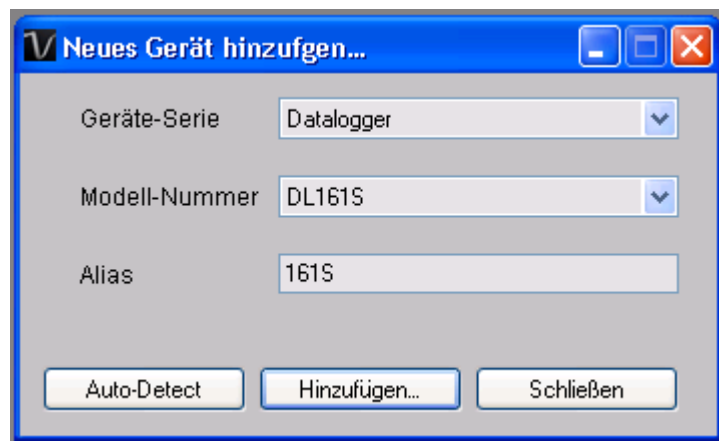 Neues Gerät hinzufgen...
Geräte-Serie Datalogger
Modell-Nummer DL161S
Alias 161S
Auto-Detect Hinzufügen... Schließen